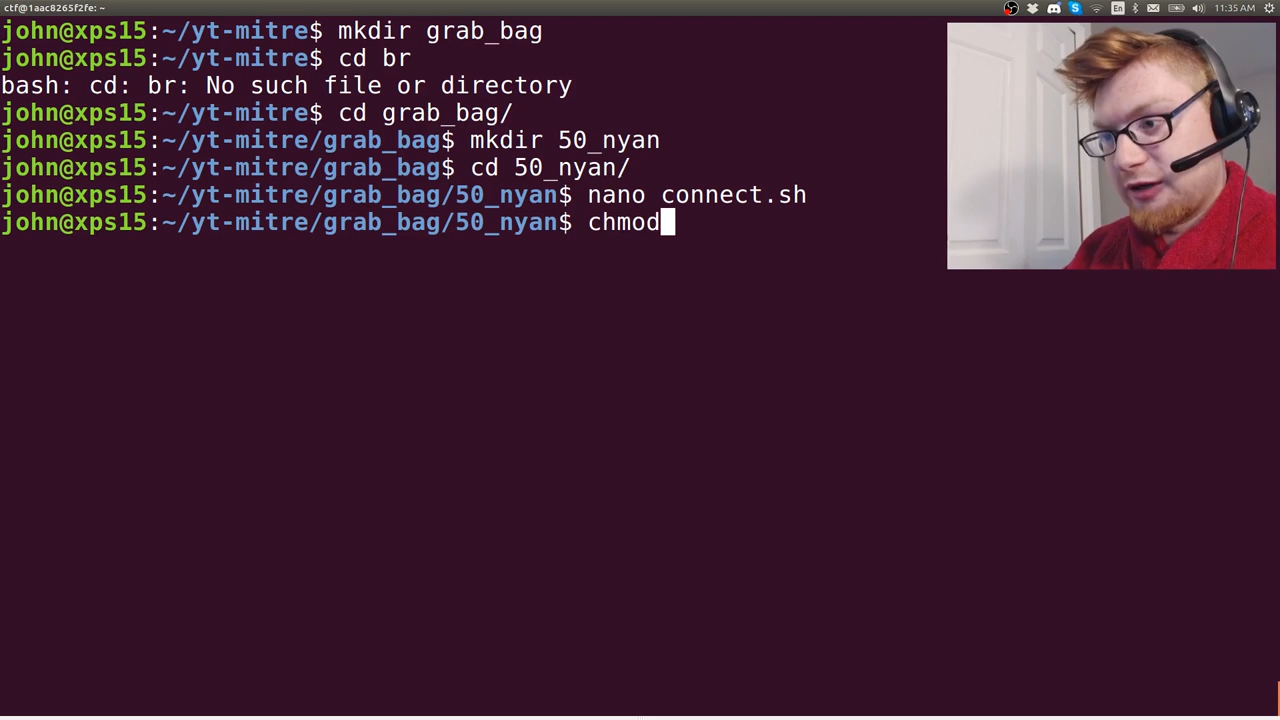 ctf@1aac8265f2fe: ~
En
11:35 AM
john@xps15:~/yt-mitre$ mkdir grab_bag
john@xps15:~/yt-mitre$ cd br
bash: cd: br: No such file or directory
john@xps15:~/yt-mitre$ cd grab_bag/
john@xps15:~/yt-mitre/grab_bag$ mkdir 50_nyan
john@xps15:~/yt-mitre/grab_bag$ cd 50_nyan/
john@xps15:~/yt-mitre/grab_bag/50_nyan$ nano connect.sh
john@xps15:~/yt-mitre/grab_bag/50_nyan$ chmod